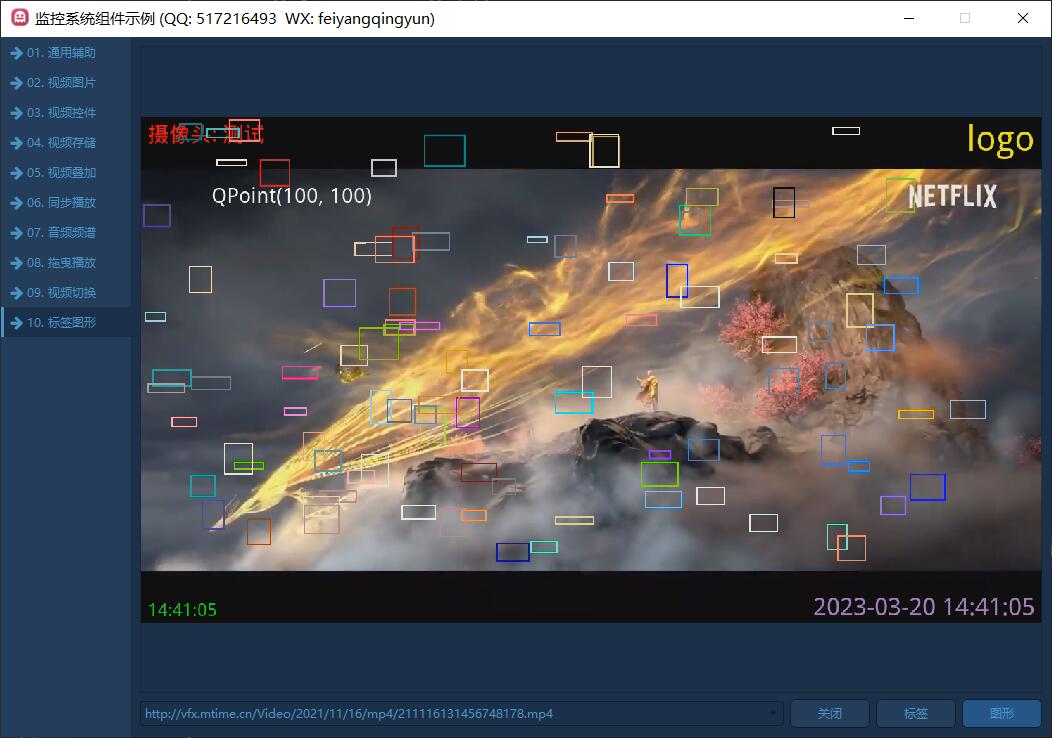 监控系统组件示例 (QQ: 517216493 WX: feiyangqingyun)
01. 通用辅助
02. 视频图片
03. 视频控件
04. 视频存储
05. 视频叠加
06. 同步播放
07. 音频频谱
08. 拖曳播放
09. 视频切换
10. 标签图形
摄像头:测试
logo
QPoint(100, 100)
NETFLIX
14:41:05
2023-03-20 14:41:05
http://vfx.mtime.cn/Video/2021/11/16/mp4/211116131456748178.mp4
关闭
标签
图形